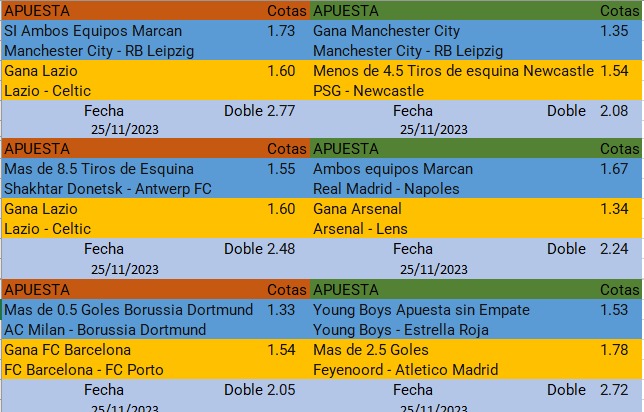 APUESTA Cotas APUESTA Cotas
SI Ambos Equipos Marcan 1.73 Gana Manchester City 1.35
Manchester City - RB Leipzig Manchester City - RB Leipzig
Gana Lazio 1.60 Menos de 4.5 Tiros de esquina Newcastle 1.54
Lazio - Celtic PSG - Newcastle
Fecha Doble 2.77 Fecha Doble 2.08
25/11/2023 25/11/2023
APUESTA Cotas APUESTA Cotas
Mas de 8.5 Tiros de Esquina 1.55 Ambos equipos Marcan 1.67
Shakhtar Donetsk - Antwerp FC Real Madrid - Napoles
Gana Lazio 1.60 Gana Arsenal 1.34
Lazio - Celtic Arsenal - Lens
Fecha Doble 2.48 Fecha Doble 2.24
25/11/2023 25/11/2023
APUESTA Cotas APUESTA Cotas
Mas de 0.5 Goles Borussia Dortmund 1.33 Young Boys Apuesta sin Empate 1.53
AC Milan - Borussia Dortmund Young Boys - Estrella Roja
Gana FC Barcelona 1.54 Mas de 2.5 Goles 1.78
FC Barcelona - FC Porto Feyenoord - Atletico Madrid
Fecha Doble 2.05 Fecha Doble 2.72
25/11/2023 25/11/2023